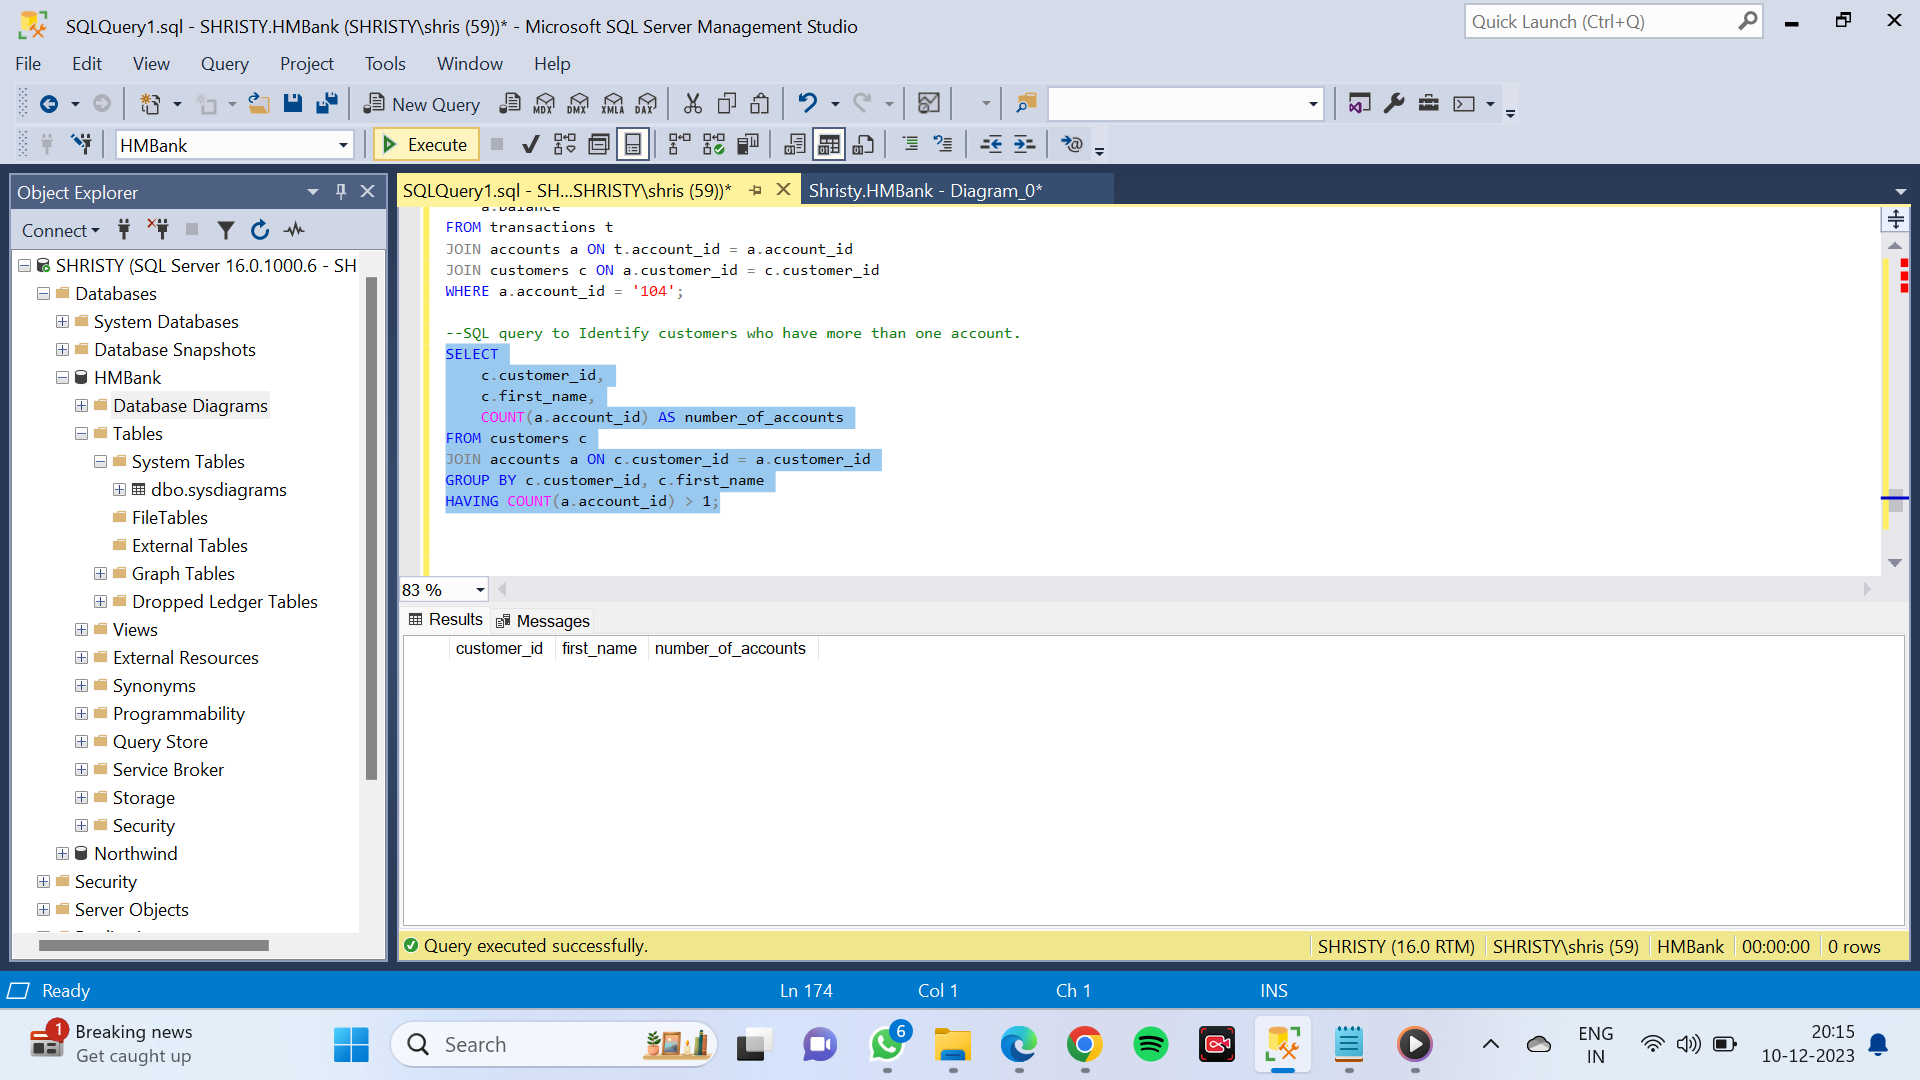 SQLQuery1.sql - SHRISTY.HMBank (SHRISTY\shris (59))* - Microsoft SQL Server Management Studio
Quick Launch (Ctrl+Q)
File Edit View Query Project Tools Window Help
New Query
MDX DMX XMLA DAX
HMBank
Execute
Object Explorer
Connect
SHRISTY (SQL Server 16.0.1000.6 - SH
Databases
System Databases
Database Snapshots
HMBank
Database Diagrams
Tables
System Tables
dbo.sysdiagrams
FileTables
External Tables
Graph Tables
Dropped Ledger Tables
Views
External Resources
Synonyms
Programmability
Query Store
Service Broker
Storage
Security
Northwind
Security
Server Objects
SQLQuery1.sql - SH...SHRISTY\shris (59))*
Shristy.HMBank - Diagram_0*
a.balance
FROM transactions t
JOIN accounts a ON t.account_id = a.account_id
JOIN customers c ON a.customer_id = c.customer_id
WHERE a.account_id = '104';
--SQL query to Identify customers who have more than one account.
SELECT
c.customer_id,
c.first_name,
COUNT(a.account_id) AS number_of_accounts
FROM customers c
JOIN accounts a ON c.customer_id = a.customer_id
GROUP BY c.customer_id, c.first_name
HAVING COUNT(a.account_id) > 1;
83 %
Results Messages
customer_id first_name number_of_accounts
Query executed successfully.
SHRISTY (16.0 RTM) SHRISTY\shris (59) HMBank 00:00:00 0 rows
Ready
Ln 174 Col 1 Ch 1 INS
1
Breaking news
Get caught up
Search
6
ENG
IN
20:15
10-12-2023